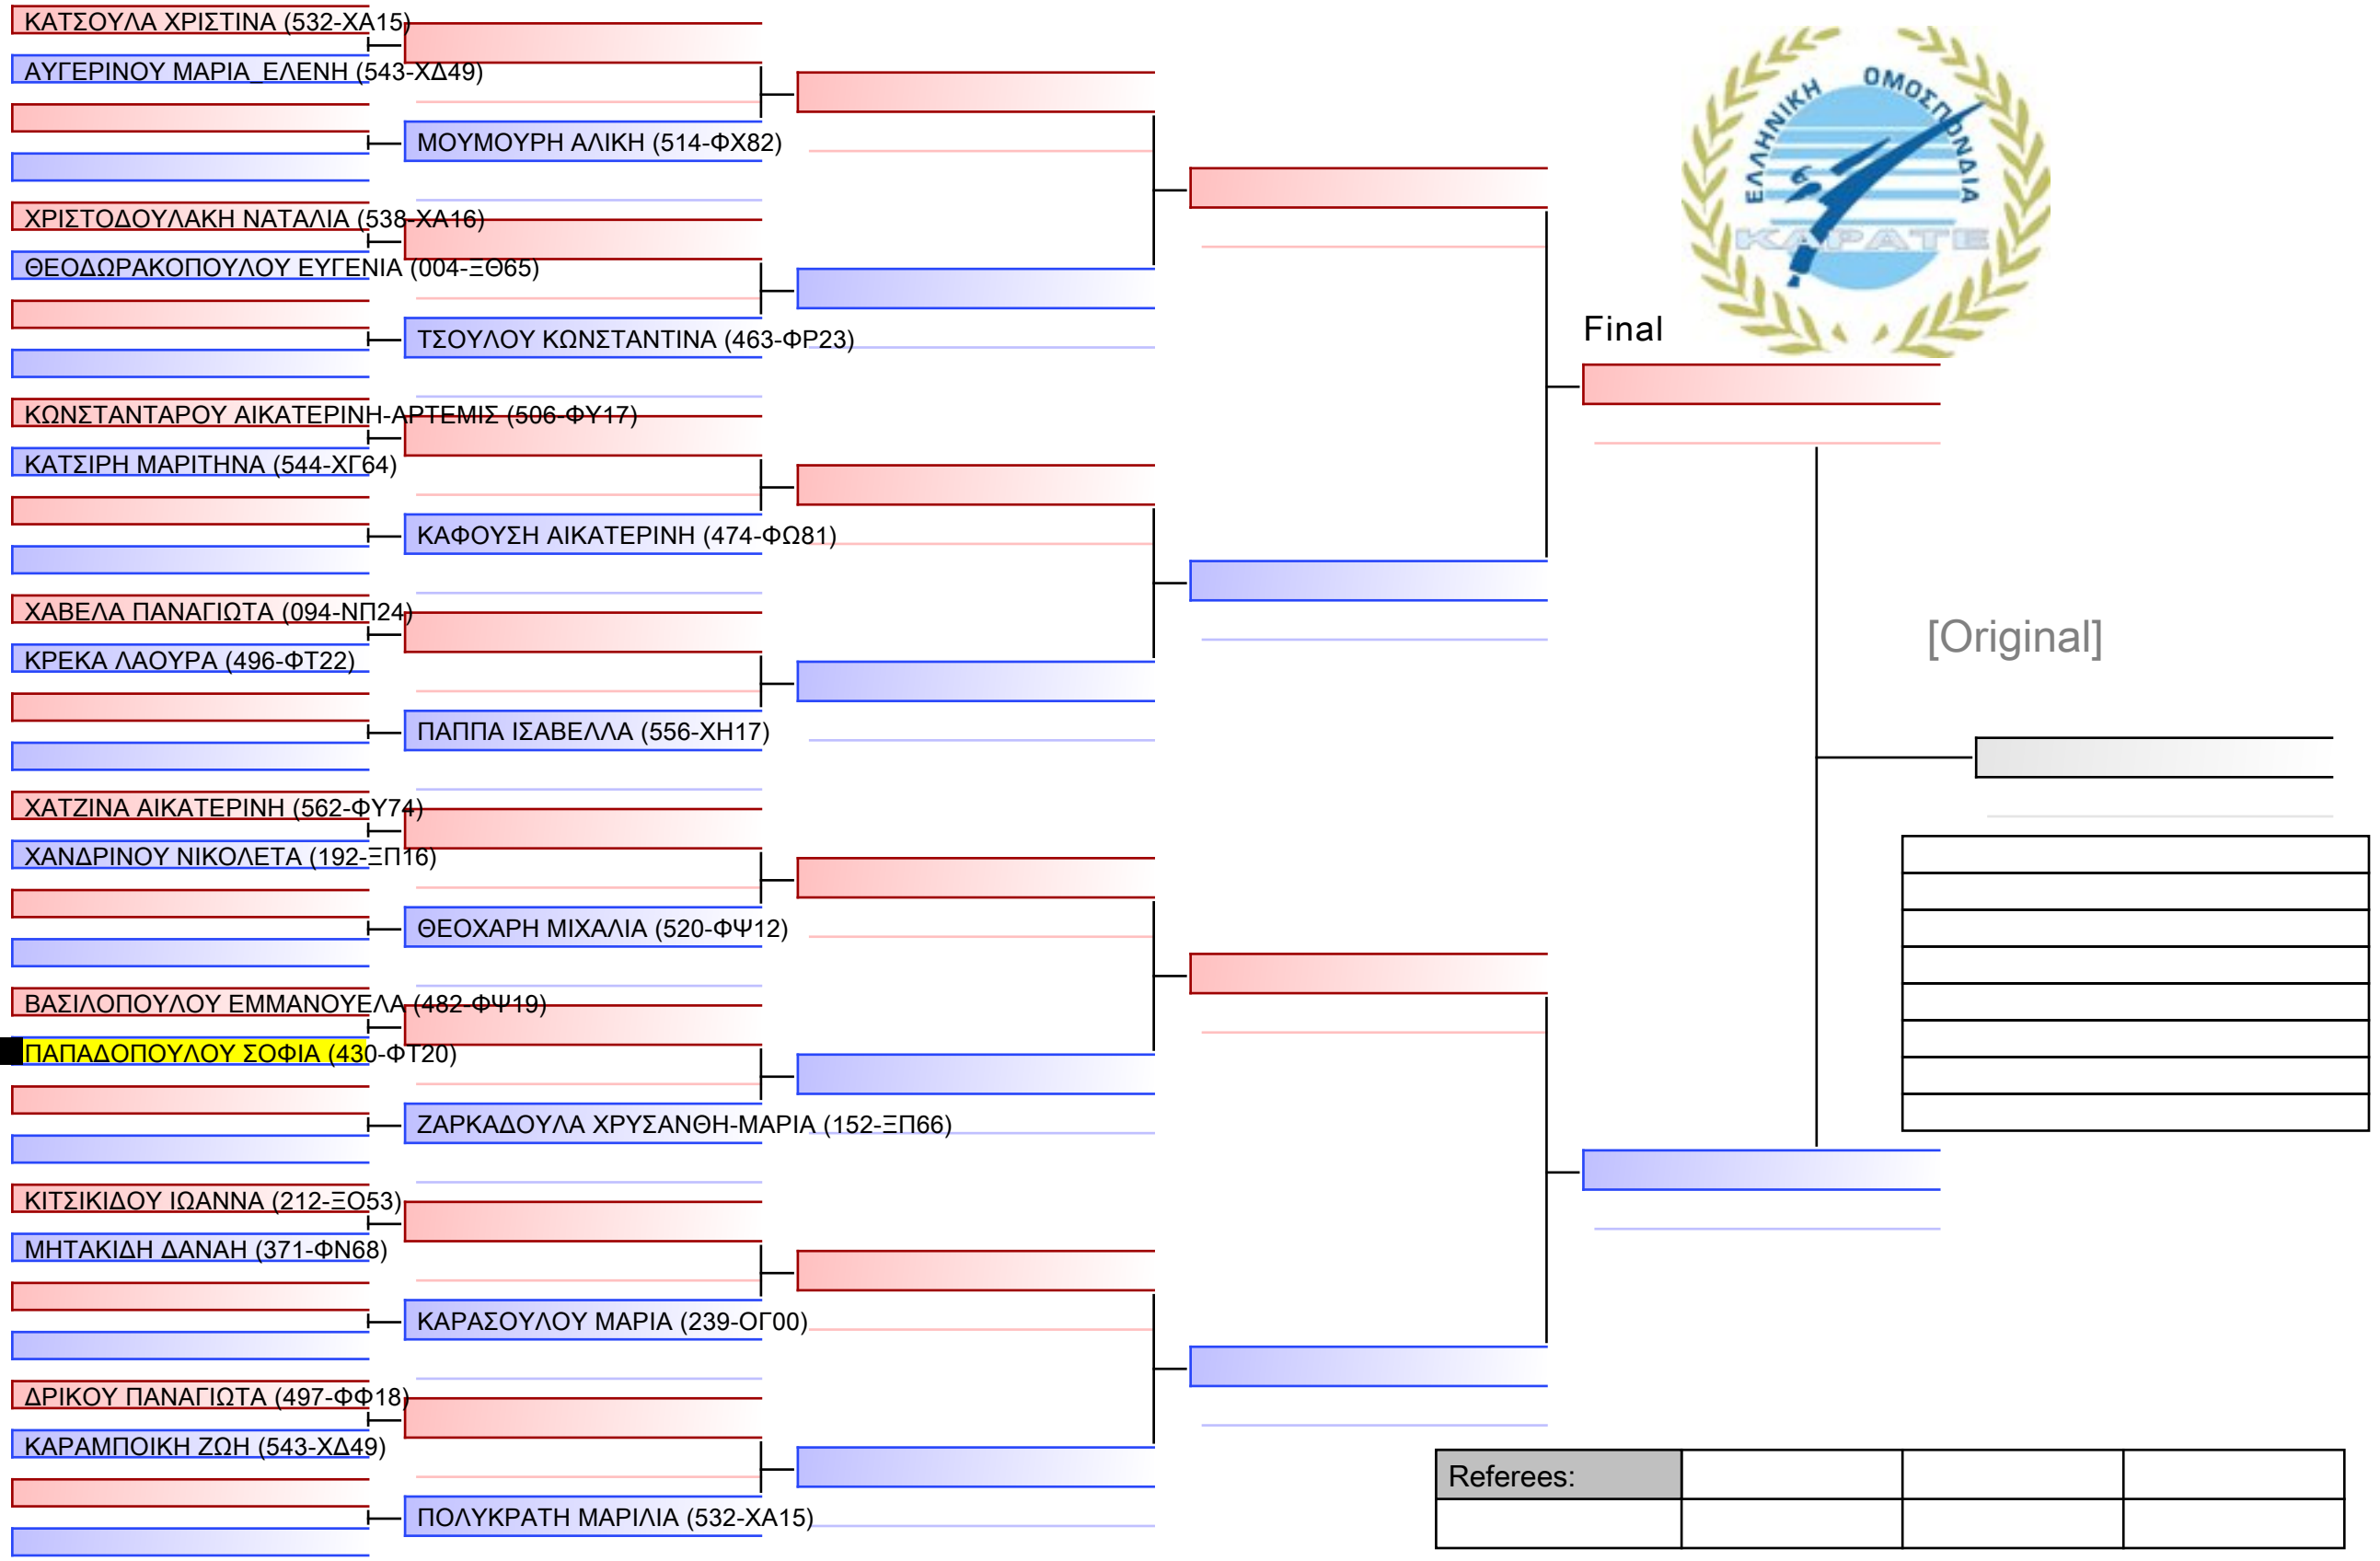 ΚΑΤΣΟΥΛΑ ΧΡΙΣΤΙΝΑ (532-ΧΑ15)
ΑΥΓΕΡΙΝΟΥ ΜΑΡΙΑ_ΕΛΕΝΗ (543-ΧΔ49)
ΜΟΥΜΟΥΡΗ ΑΛΙΚΗ (514-ΦΧ82)
ΧΡΙΣΤΟΔΟΥΛΑΚΗ ΝΑΤΑΛΙΑ (538-ΧΑ16)
ΘΕΟΔΩΡΑΚΟΠΟΥΛΟΥ ΕΥΓΕΝΙΑ (004-ΞΘ65)
ΤΣΟΥΛΟΥ ΚΩΝΣΤΑΝΤΙΝΑ (463-ΦΡ23)
ΚΩΝΣΤΑΝΤΑΡΟΥ ΑΙΚΑΤΕΡΙΝΗ-ΑΡΤΕΜΙΣ (506-ΦΥ17)
ΚΑΤΣΙΡΗ ΜΑΡΙΤΗΝΑ (544-ΧΓ64)
ΚΑΦΟΥΣΗ ΑΙΚΑΤΕΡΙΝΗ (474-ΦΩ81)
ΧΑΒΕΛΑ ΠΑΝΑΓΙΩΤΑ (094-ΝΠ24)
ΚΡΕΚΑ ΛΑΟΥΡΑ (496-ΦΤ22)
ΠΑΠΠΑ ΙΣΑΒΕΛΛΑ (556-ΧΗ17)
ΧΑΤΖΙΝΑ ΑΙΚΑΤΕΡΙΝΗ (562-ΦΥ74)
ΧΑΝΔΡΙΝΟΥ ΝΙΚΟΛΕΤΑ (192-ΞΠ16)
ΘΕΟΧΑΡΗ ΜΙΧΑΛΙΑ (520-ΦΨ12)
ΒΑΣΙΛΟΠΟΥΛΟΥ ΕΜΜΑΝΟΥΕΛΑ (482-ΦΨ19)
ΠΑΠΑΔΟΠΟΥΛΟΥ ΣΟΦΙΑ (430-ΦΤ20)
ΖΑΡΚΑΔΟΥΛΑ ΧΡΥΣΑΝΘΗ-ΜΑΡΙΑ (152-ΞΠ66)
ΚΙΤΣΙΚΙΔΟΥ ΙΩΑΝΝΑ (212-ΞΟ53)
ΜΗΤΑΚΙΔΗ ΔΑΝΑΗ (371-ΦΝ68)
ΚΑΡΑΣΟΥΛΟΥ ΜΑΡΙΑ (239-ΟΓ00)
ΔΡΙΚΟΥ ΠΑΝΑΓΙΩΤΑ (497-ΦΦ18)
ΚΑΡΑΜΠΟΙΚΗ ΖΩΗ (543-ΧΔ49)
ΠΟΛΥΚΡΑΤΗ ΜΑΡΙΛΙΑ (532-ΧΑ15)
ΕΛΛΗΝΙΚΗ ΟΜΟΣΠΟΝΔΙΑ
ΚΑΡΑΤΕ
Final
[Original]
Referees: